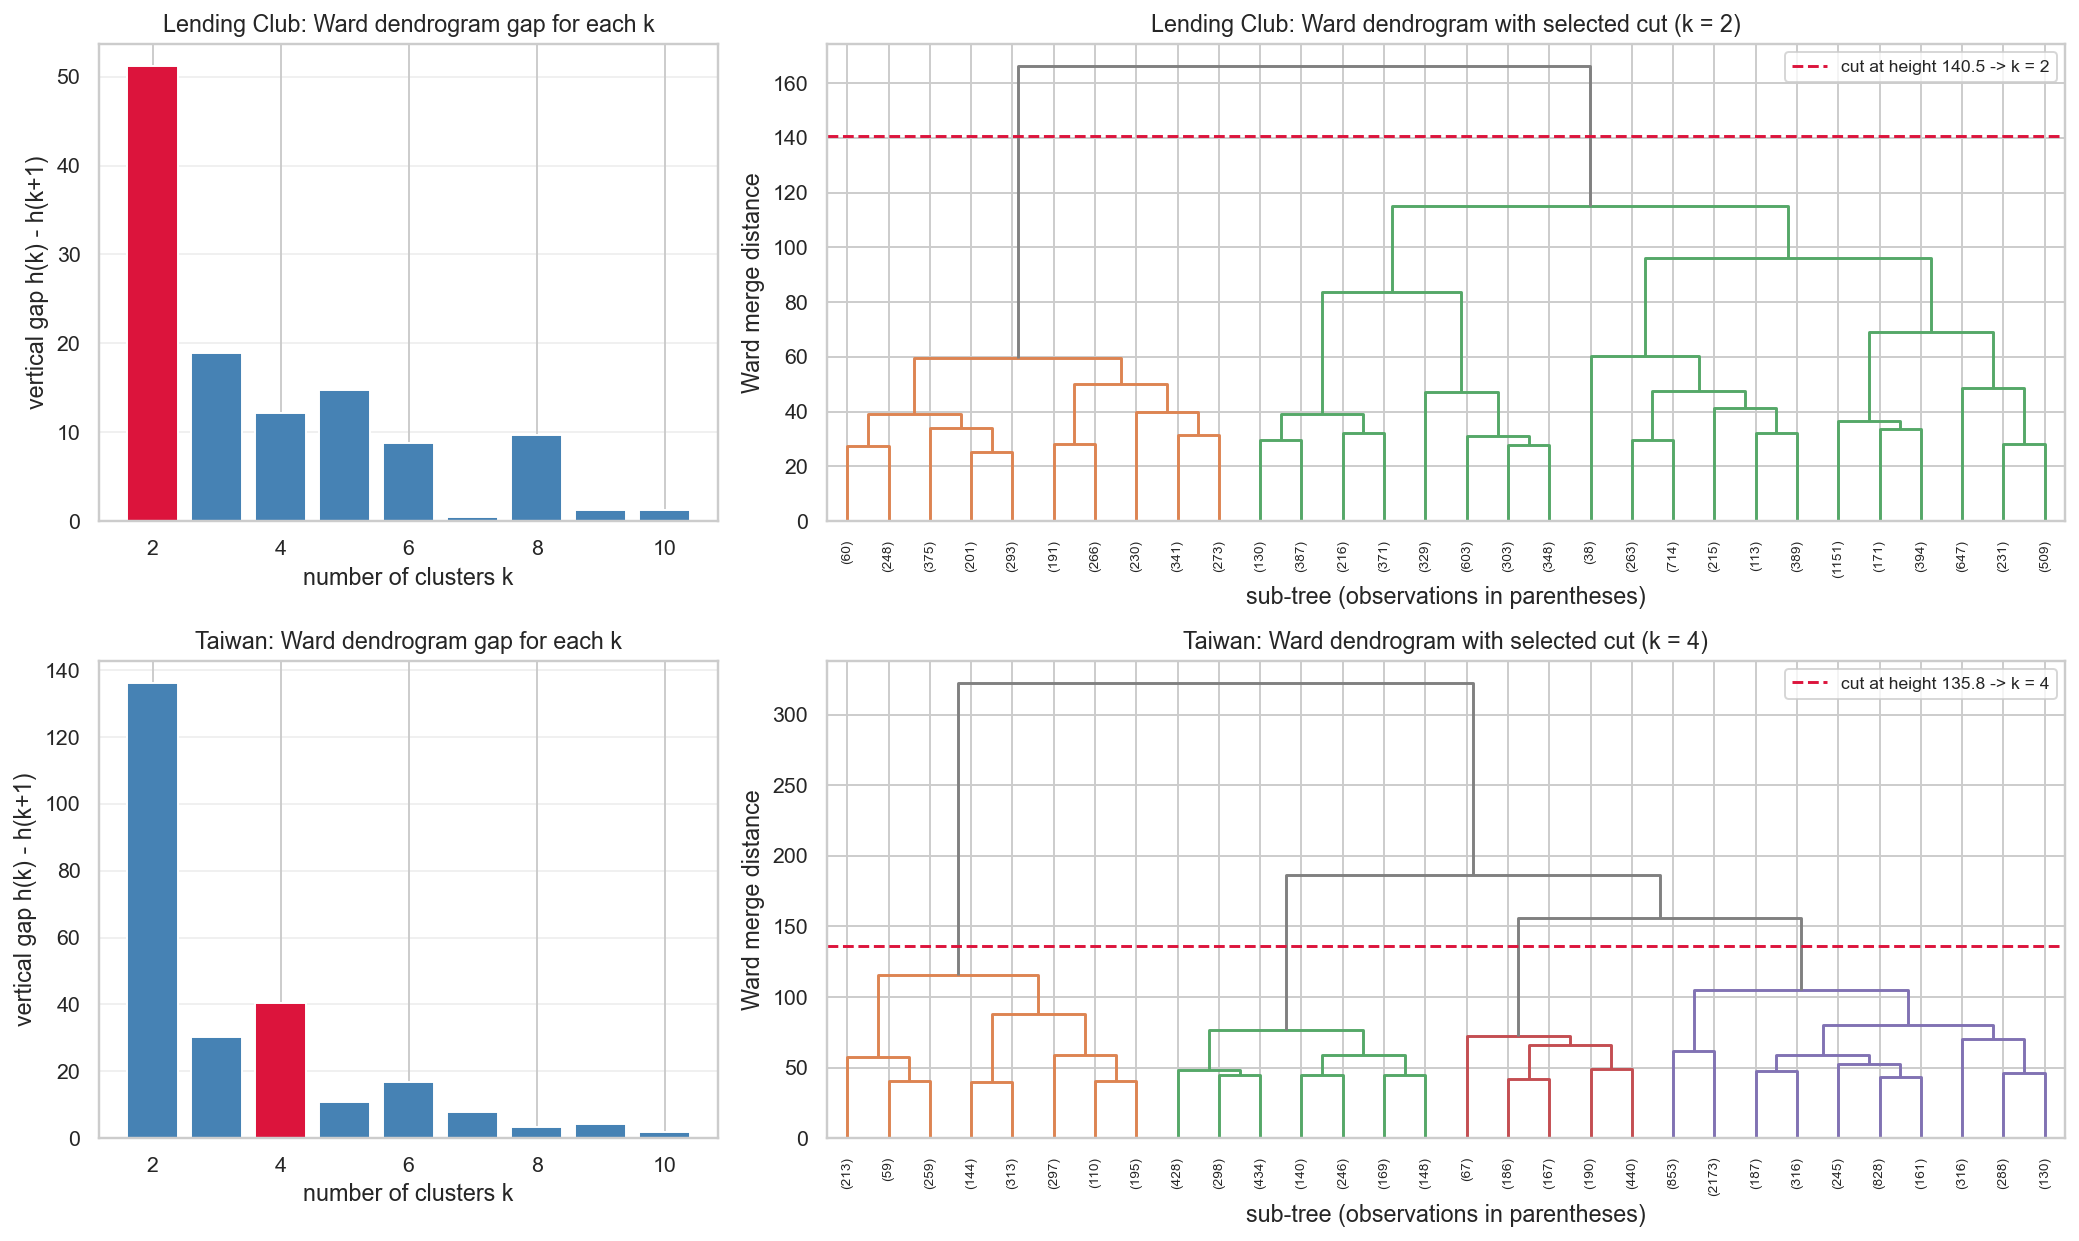 Lending Club: Ward dendrogram gap for each k
vertical gap h(k) - h(k+1)
50
40
30
20
10
0
2 4 6 8 10
number of clusters k
Lending Club: Ward dendrogram with selected cut (k = 2)
cut at height 140.5 -> k = 2
Ward merge distance
160
140
120
100
80
60
40
20
0
(60) (248) (375) (201) (293) (191) (266) (230) (341) (273) (130) (387) (216) (371) (329) (603) (303) (348) (38) (263) (714) (215) (113) (389) (1151) (171) (394) (647) (231) (509)
sub-tree (observations in parentheses)
Taiwan: Ward dendrogram gap for each k
vertical gap h(k) - h(k+1)
140
120
100
80
60
40
20
0
2 4 6 8 10
number of clusters k
Taiwan: Ward dendrogram with selected cut (k = 4)
cut at height 135.8 -> k = 4
Ward merge distance
300
250
200
150
100
50
0
(213) (59) (259) (144) (313) (297) (110) (195) (428) (298) (434) (140) (246) (169) (148) (67) (186) (167) (190) (440) (853) (2173) (187) (316) (245) (828) (161) (316) (288) (130)
sub-tree (observations in parentheses)